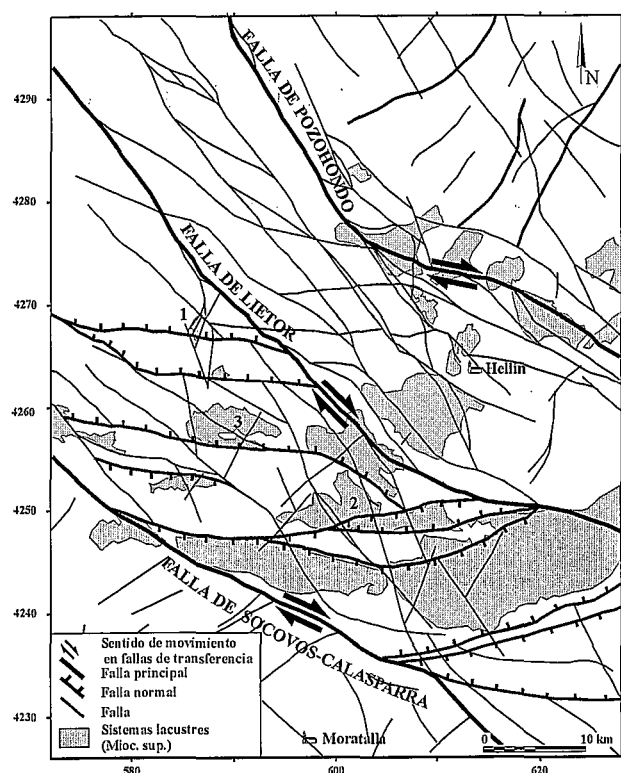 4290
4280
4270
4260
4250
4240
4230
FALLA DE POZOHONDO
N
FALLA DE LIETOR
1
Hellin
3
2
FALLA DE SOCOVOS-CALASPARRA
Sentido de movimiento
en fallas de transferencia
Falla principal
Falla normal
Falla
Sistemas lacustres
(Mioc. sup.)
Moratalla
0 10 km
580 600 620